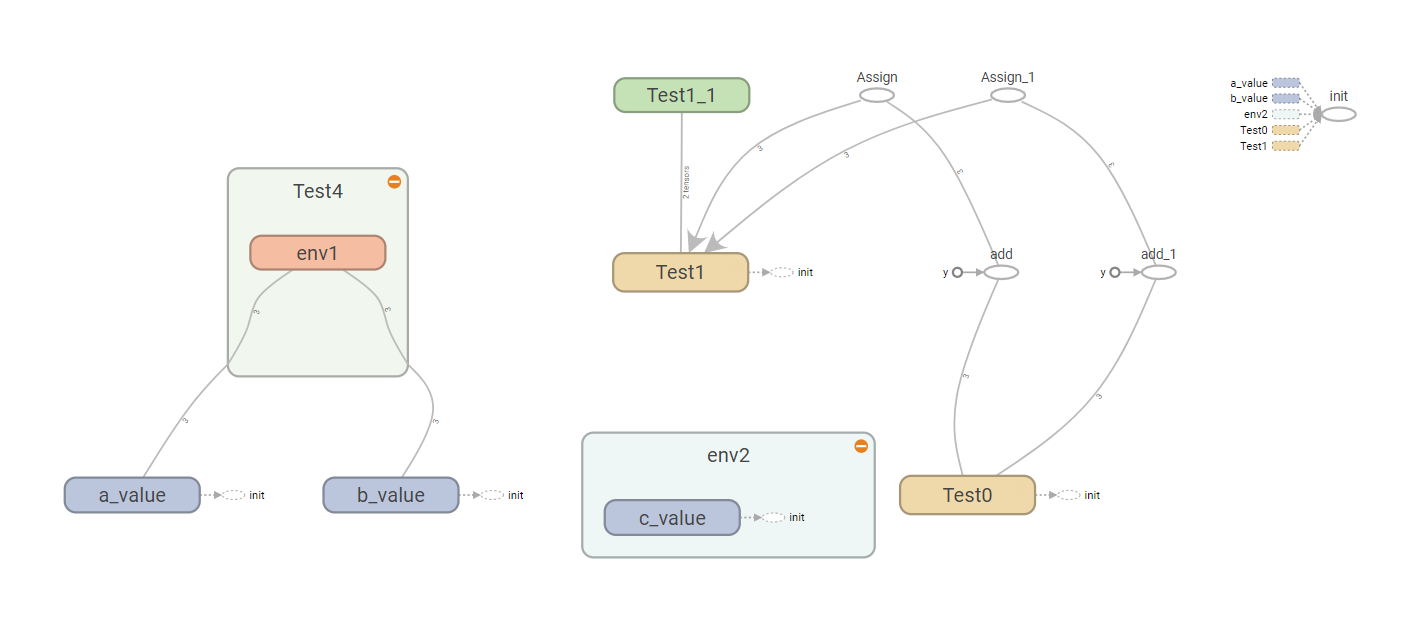 Assign
Assign_1
Test1_1
a_value
b_value
env2
Test0
Test1
init
3
3
3
3
2 tensors
Test4
env1
add
add_1
Test1
init
y
y
3
3
3
3
3
3
env2
a_value
init
b_value
init
c_value
init
Test0
init